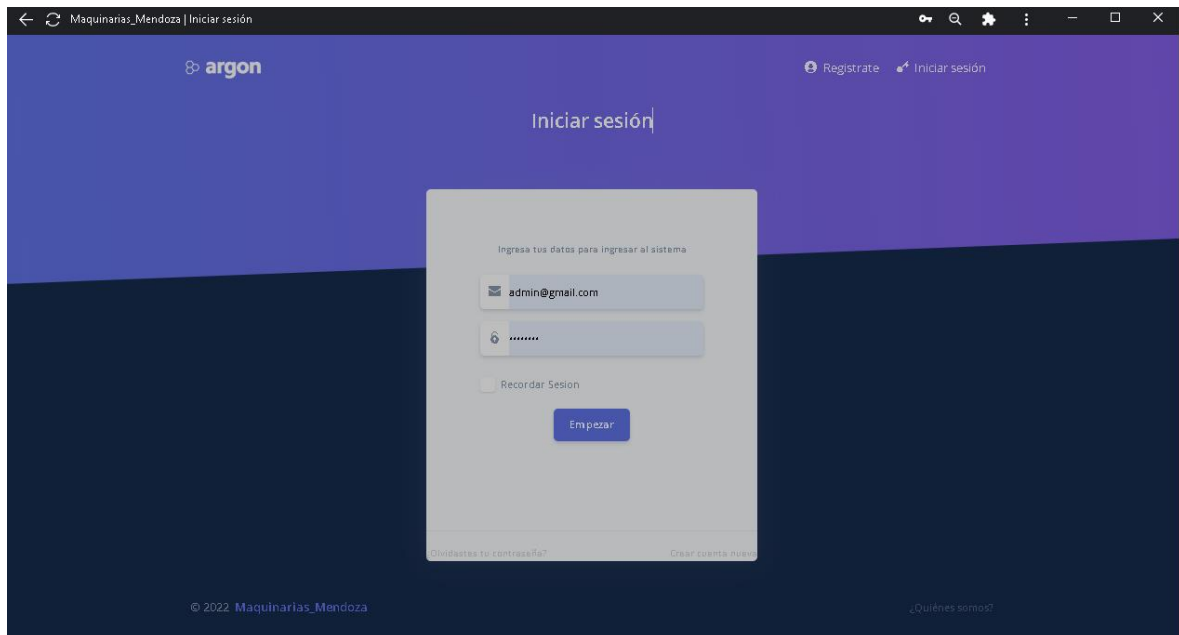 Maquinarias_Mendoza | Iniciar sesión
argon
Registrate Iniciar sesión
Iniciar sesión
Ingresa tus datos para ingresar al sistema
admin@gmail.com
Recordar Sesion
Empezar
Olvidastes tu contraseña? Crear cuenta nueva
© 2022 Maquinarias_Mendoza ¿Quiénes somos?